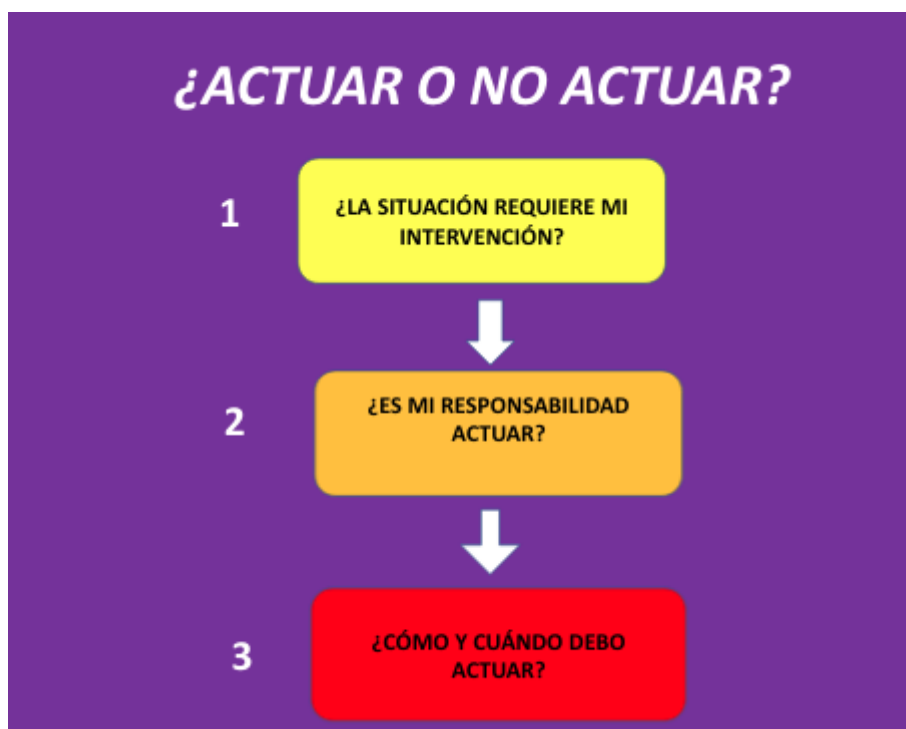 ¿ACTUAR O NO ACTUAR?
1
¿LA SITUACIÓN REQUIERE MI
INTERVENCIÓN?
2
¿ES MI RESPONSABILIDAD
ACTUAR?
3
¿CÓMO Y CUÁNDO DEBO
ACTUAR?